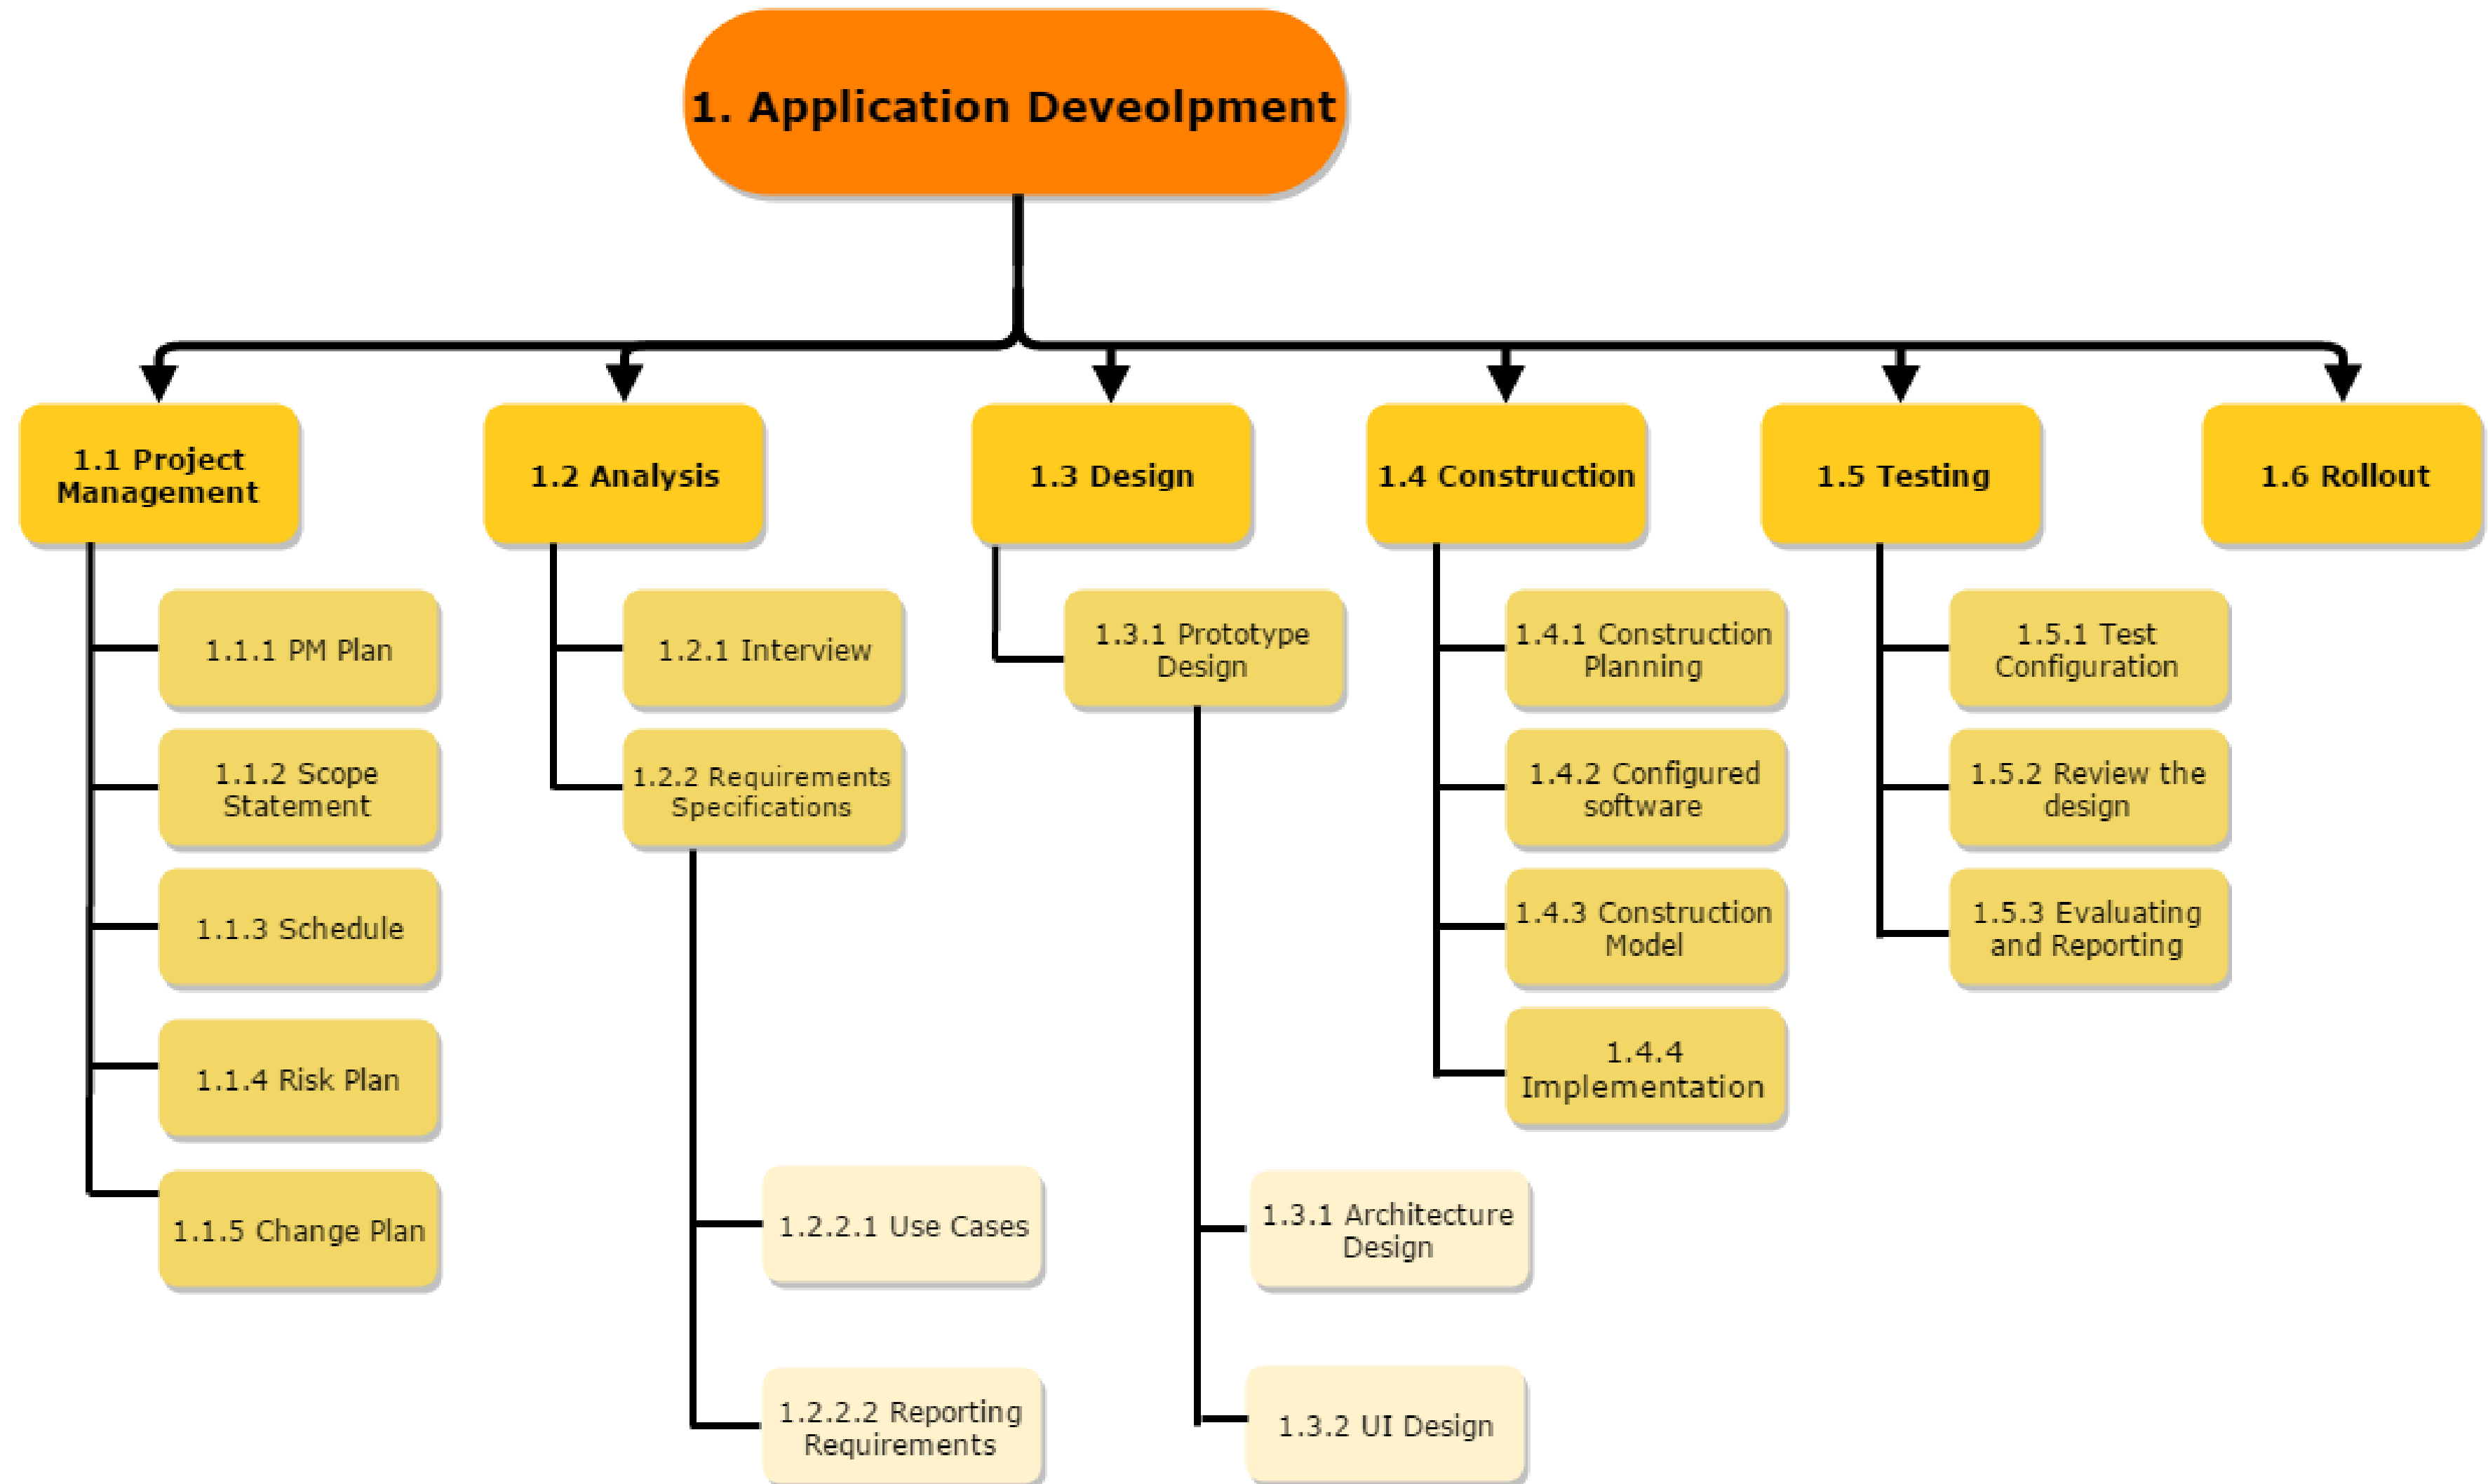 1. Application Deveolpment
1.1 Project
Management
1.2 Analysis
1.3 Design
1.4 Construction
1.5 Testing
1.6 Rollout
1.1.1 PM Plan
1.1.2 Scope
Statement
1.1.3 Schedule
1.1.4 Risk Plan
1.1.5 Change Plan
1.2.1 Interview
1.2.2 Requirements
Specifications
1.2.2.1 Use Cases
1.2.2.2 Reporting
Requirements
1.3.1 Prototype
Design
1.3.1 Architecture
Design
1.3.2 UI Design
1.4.1 Construction
Planning
1.4.2 Configured
software
1.4.3 Construction
Model
1.4.4
Implementation
1.5.1 Test
Configuration
1.5.2 Review the
design
1.5.3 Evaluating
and Reporting